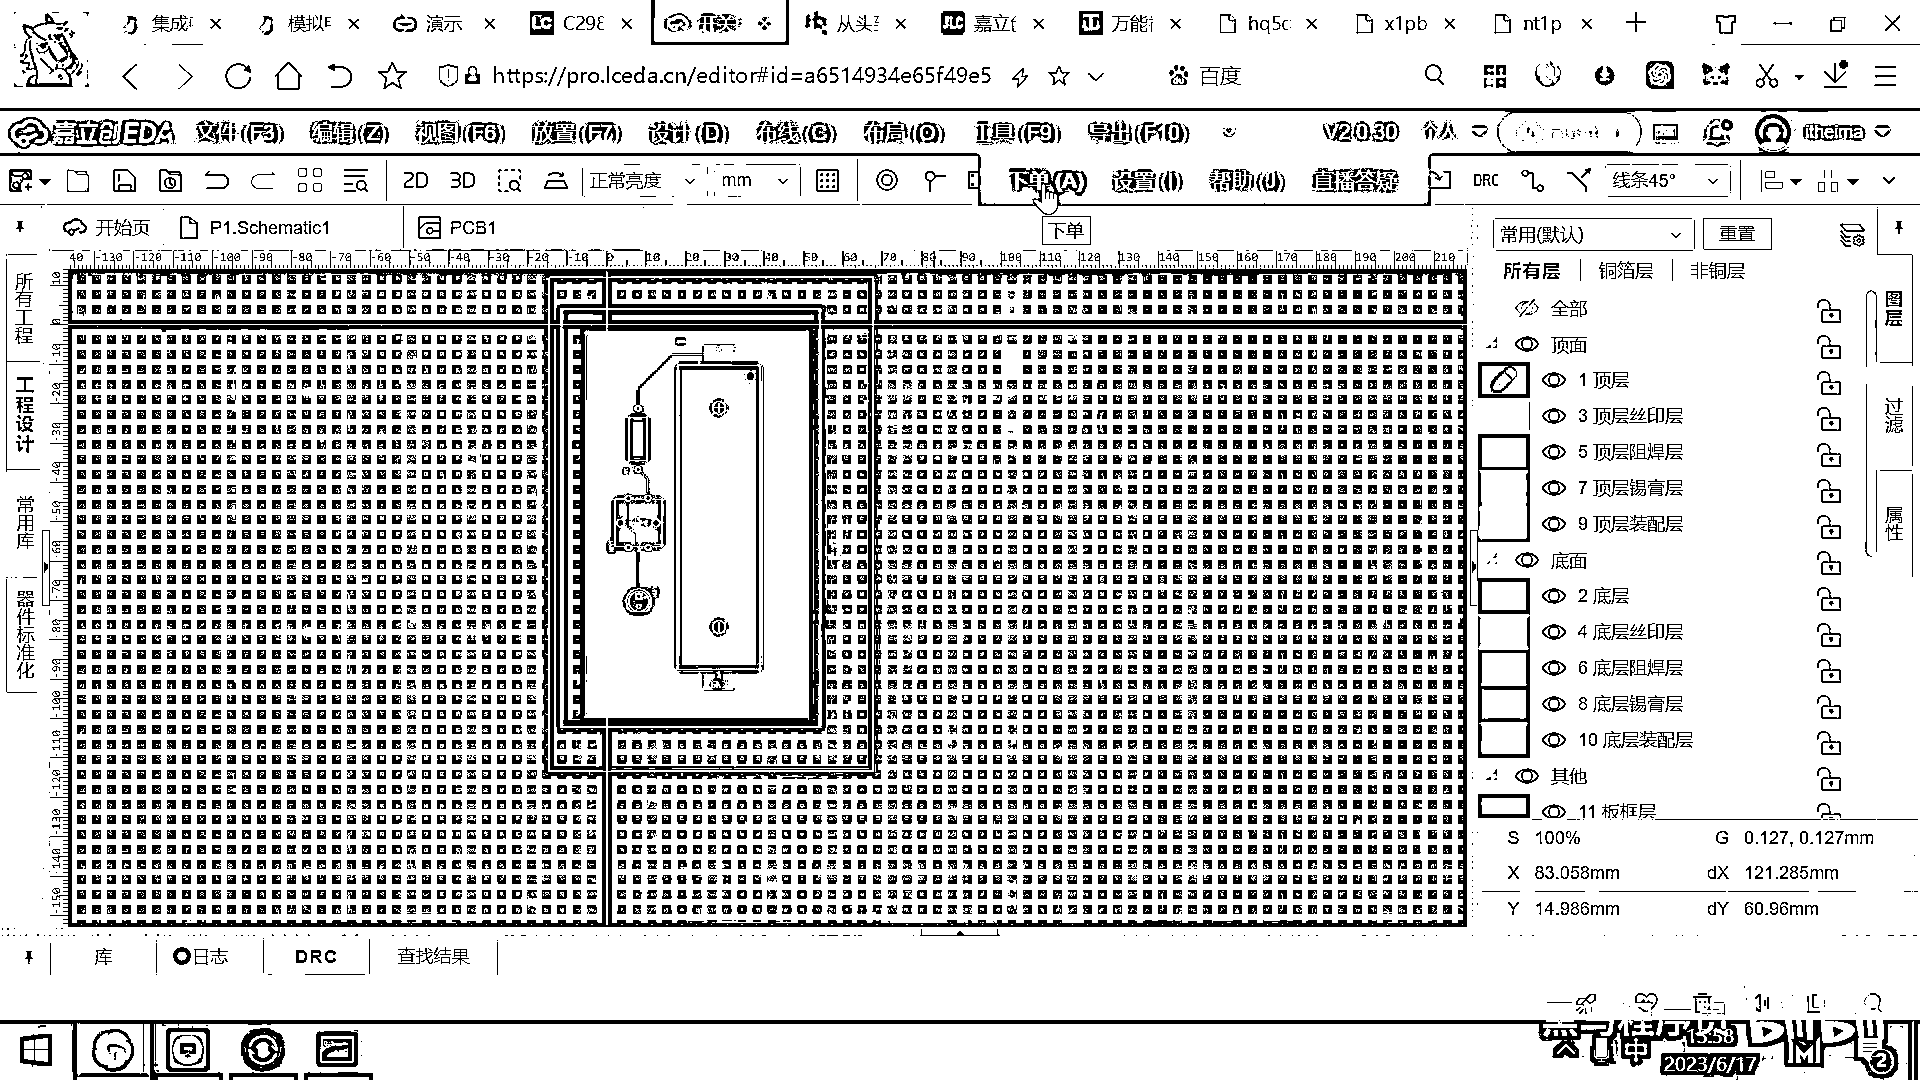 集成 模拟 演示 C298 开关 从头 嘉立 万能 hq5c x1pb nt1p
https://pro.lceda.cn/editor#id=a6514934e65f49e5 百度
嘉立创EDA 文件(F3) 编辑(Z) 视图(F6) 放置(F7) 设计(D) 布线(C) 布局(O) 工具(F9) 导出(F10) V2.0.30 个人 itheima
2D 3D 正常亮度 mm 下单(A) 设置(I) 帮助(J) 直播答疑 DRC 线条45°
下单
开始页 P1.Schematic1 PCB1
常用(默认) 重置
所有层 铜箔层 非铜层
全部
顶面
1 顶层
3 顶层丝印层
5 顶层阻焊层
7 顶层锡膏层
9 顶层装配层
底面
2 底层
4 底层丝印层
6 底层阻焊层
8 底层锡膏层
10 底层装配层
其他
11 板框层
图层
过滤
属性
所有工程
工程设计
常用库
器件标准化
S 100% G 0.127, 0.127mm
X 83.058mm dX 121.285mm
Y 14.986mm dY 60.96mm
库 日志 DRC 查找结果
中 15:58
2023/6/17